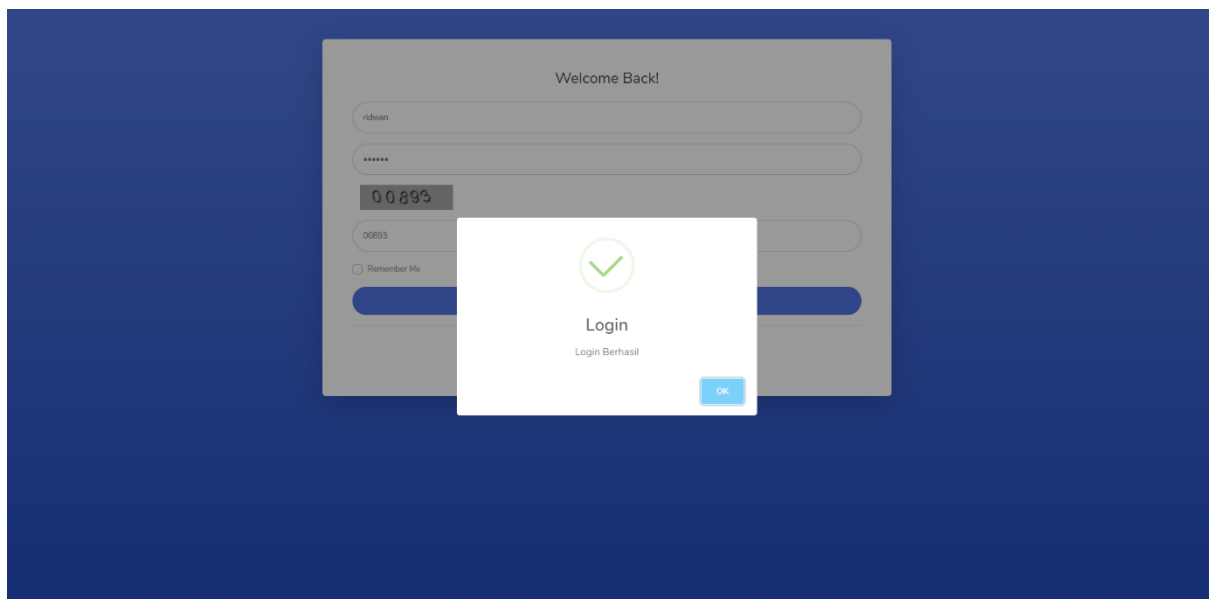 Welcome Back!
ridwan
••••••
00893
00893
Remember Me
Login
Login Berhasil
OK